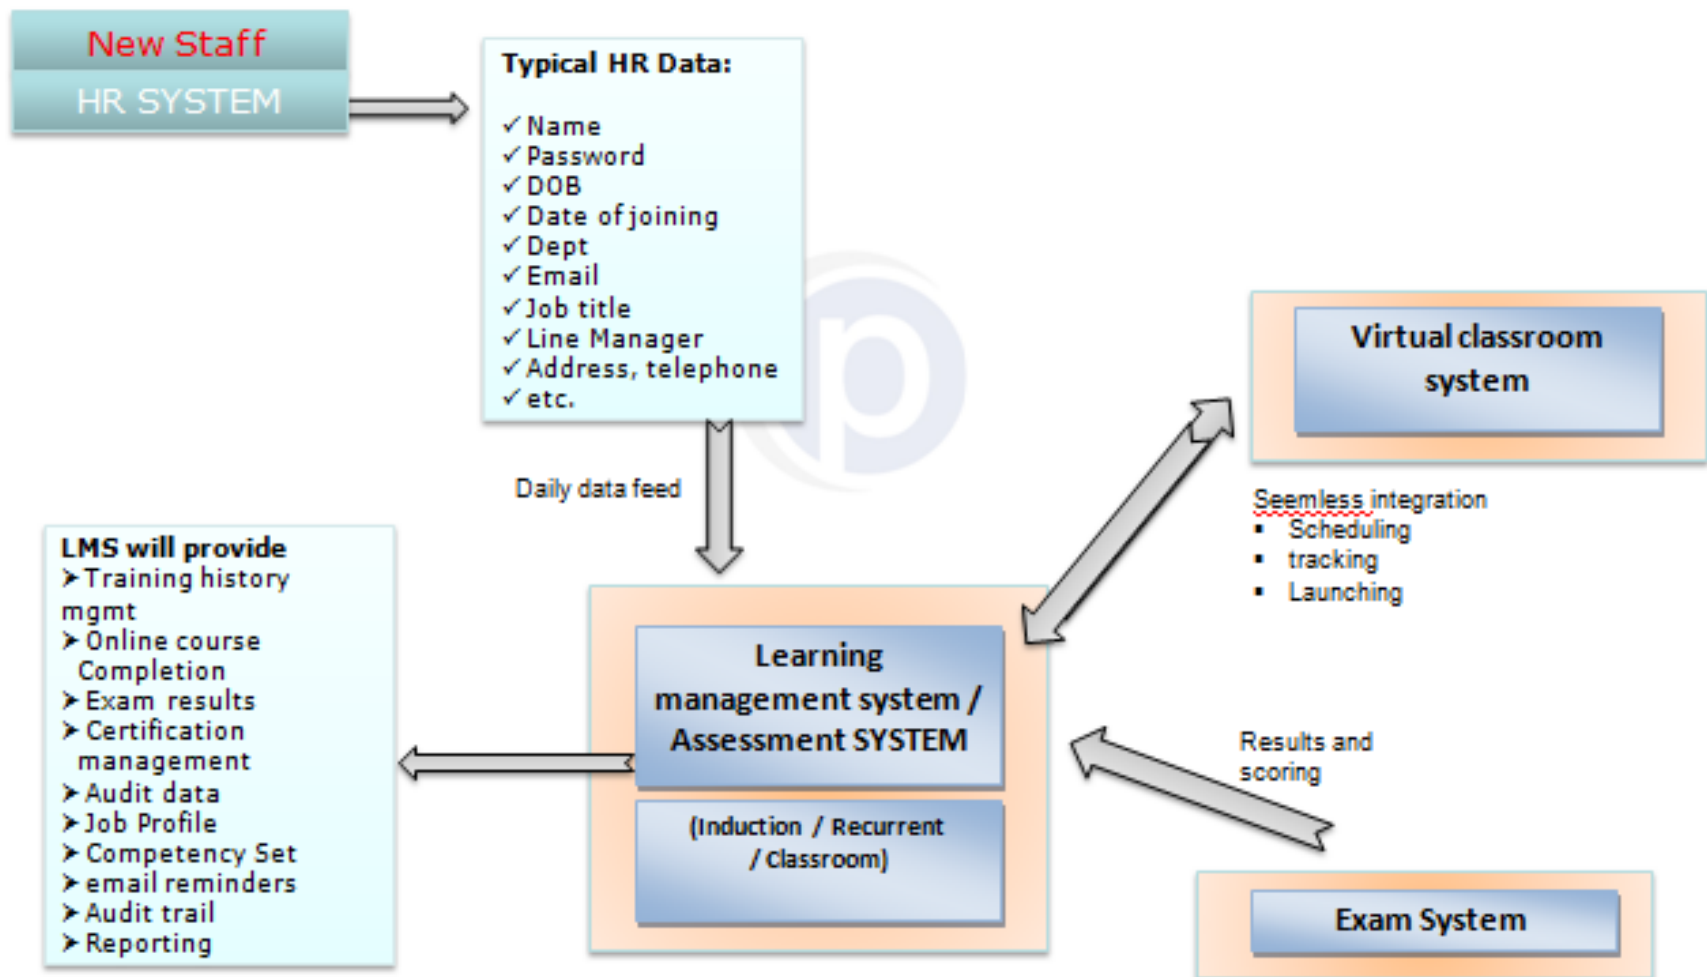 New Staff
HR SYSTEM
Typical HR Data:
✓ Name
✓ Password
✓ DOB
✓ Date of joining
✓ Dept
✓ Email
✓ Job title
✓ Line Manager
✓ Address, telephone
✓ etc.
p
Daily data feed
Virtual classroom
system
Seemless integration
▪ Scheduling
▪ tracking
▪ Launching
LMS will provide
➤ Training history
mgmt
➤ Online course
Completion
➤ Exam results
➤ Certification
management
➤ Audit data
➤ Job Profile
➤ Competency Set
➤ email reminders
➤ Audit trail
➤ Reporting
Learning
management system /
Assessment SYSTEM
(Induction / Recurrent
/ Classroom)
Results and
scoring
Exam System